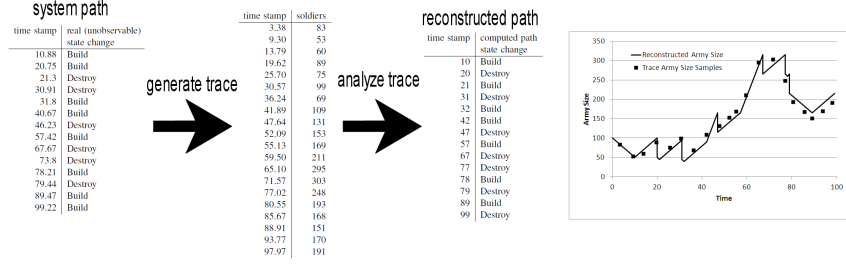 system path
time stamp real (unobservable)
state change
10.88 Build
20.75 Build
21.3 Destroy
30.91 Destroy
31.8 Build
40.67 Build
46.23 Destroy
57.42 Build
67.67 Destroy
73.8 Destroy
78.21 Build
79.44 Destroy
89.47 Build
99.22 Build
generate trace
time stamp soldiers
3.38 83
9.30 53
13.79 60
19.62 89
25.70 75
30.57 99
36.24 69
41.89 109
47.64 131
52.09 153
55.13 169
59.50 211
65.10 295
71.57 303
77.02 248
80.55 193
85.67 168
88.91 151
93.77 170
97.97 191
analyze trace
reconstructed path
time stamp computed path
state change
10 Build
20 Destroy
21 Build
31 Destroy
32 Build
42 Build
47 Destroy
57 Build
67 Destroy
77 Destroy
78 Build
79 Destroy
89 Build
99 Destroy
Reconstructed Army Size
Trace Army Size Samples
Army Size
350
300
250
200
150
100
50
0
0 20 40 60 80 100
Time